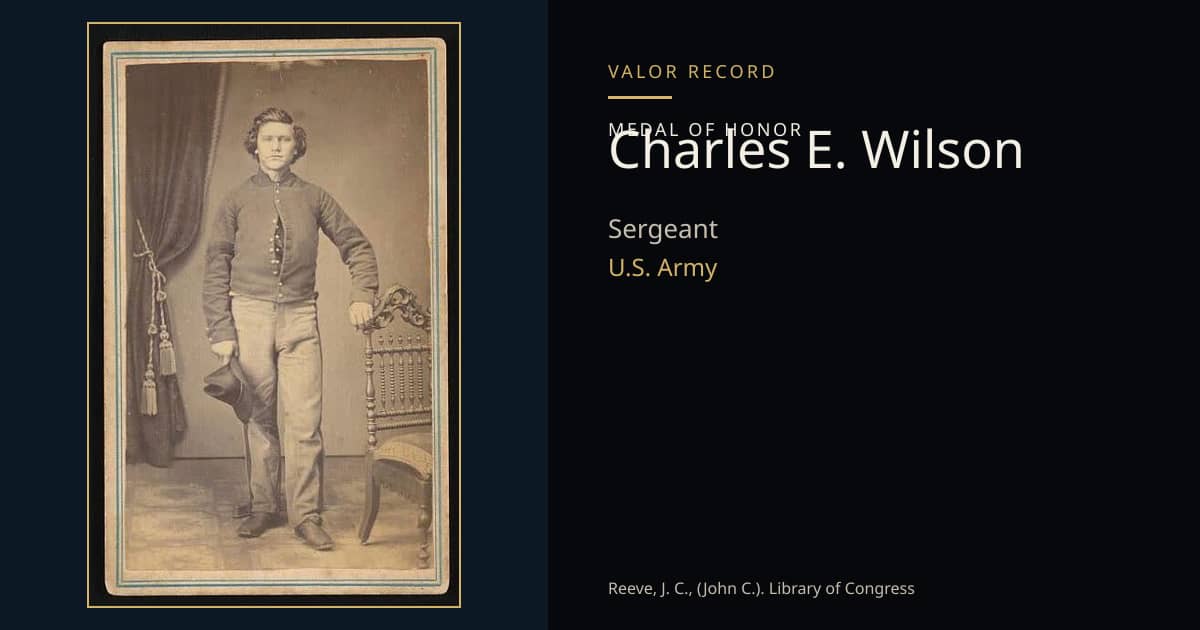 VALOR RECORD
MEDAL OF HONOR
Charles E. Wilson
Sergeant
U.S. Army
Reeve, J. C., (John C.). Library of Congress